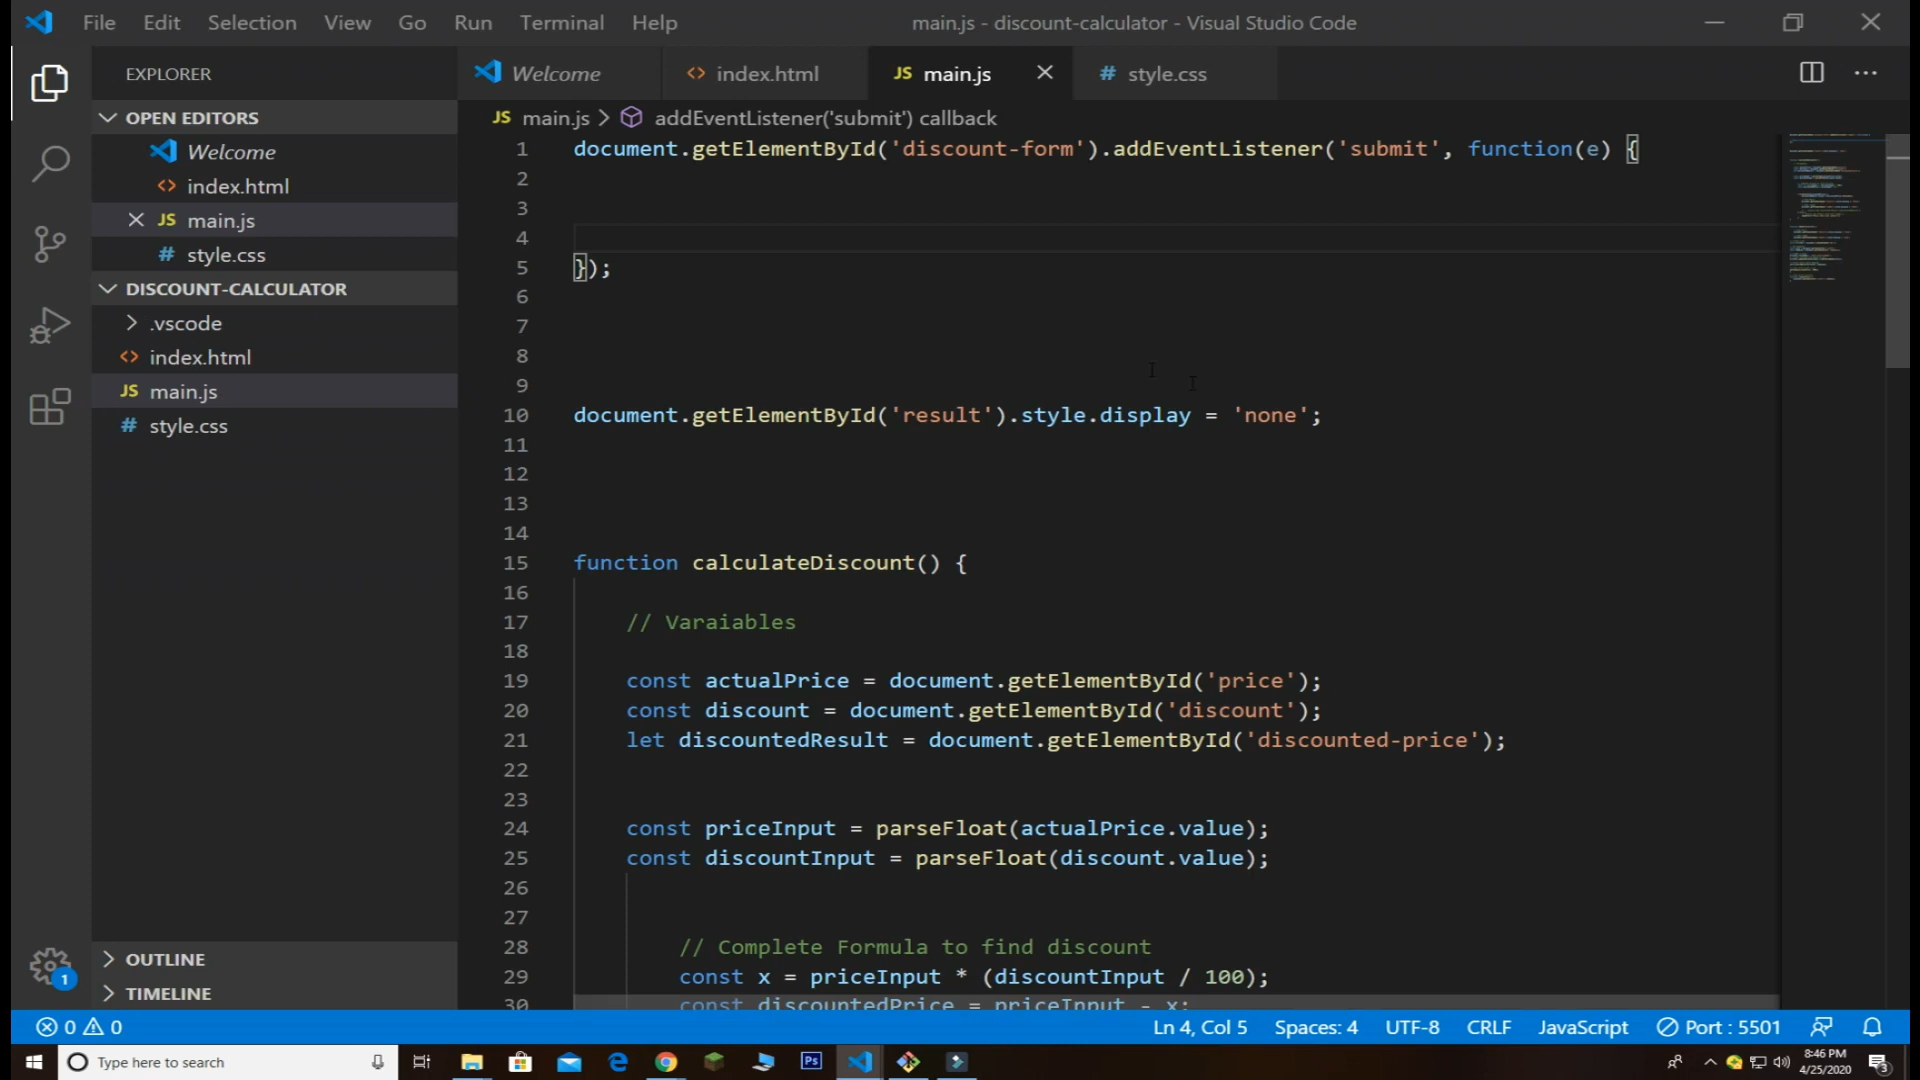 File Edit Selection View Go Run Terminal Help main.js - discount-calculator - Visual Studio Code
EXPLORER
OPEN EDITORS
Welcome
index.html
JS main.js
# style.css
DISCOUNT-CALCULATOR
.vscode
index.html
JS main.js
# style.css
OUTLINE
TIMELINE
1
Welcome index.html JS main.js # style.css
JS main.js > addEventListener('submit') callback
1 document.getElementById('discount-form').addEventListener('submit', function(e) {
2
3
4
5 });
6
7
8
9
10 document.getElementById('result').style.display = 'none';
11
12
13
14
15 function calculateDiscount() {
16
17 // Varaiables
18
19 const actualPrice = document.getElementById('price');
20 const discount = document.getElementById('discount');
21 let discountedResult = document.getElementById('discounted-price');
22
23
24 const priceInput = parseFloat(actualPrice.value);
25 const discountInput = parseFloat(discount.value);
26
27
28 // Complete Formula to find discount
29 const x = priceInput * (discountInput / 100);
30 const discountedPrice = priceInput - x;
0 0 Ln 4, Col 5 Spaces: 4 UTF-8 CRLF JavaScript Port : 5501
Type here to search Ps 8:46 PM
4/25/2020 3